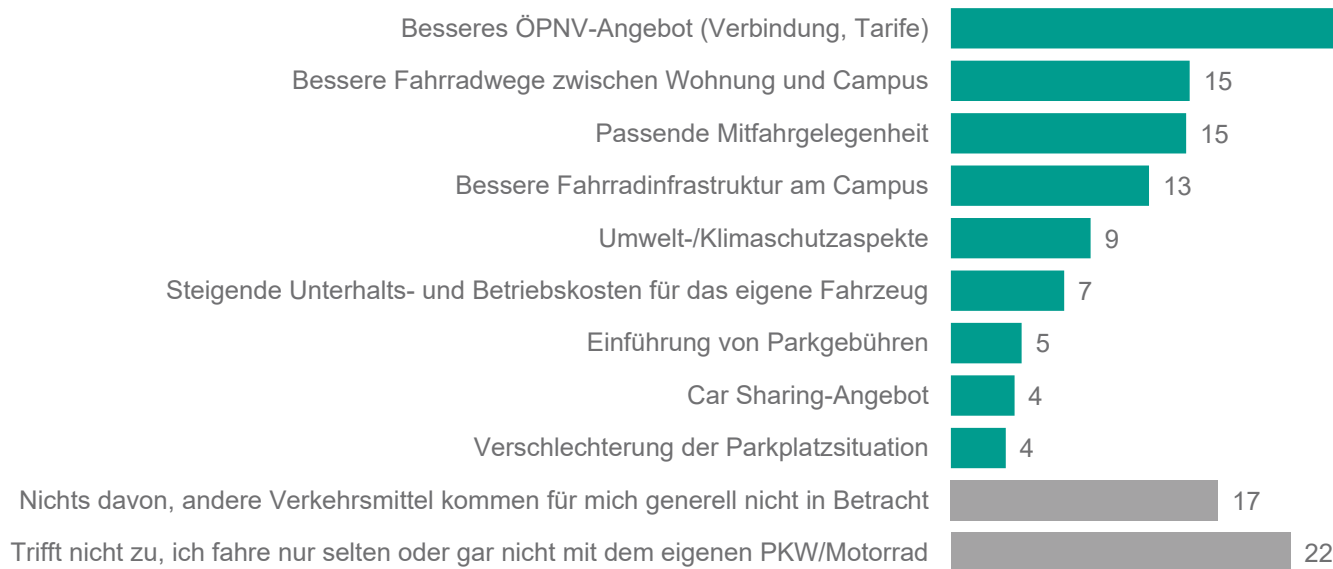 Besseres ÖPNV-Angebot (Verbindung, Tarife)
Bessere Fahrradwege zwischen Wohnung und Campus 15
Passende Mitfahrgelegenheit 15
Bessere Fahrradinfrastruktur am Campus 13
Umwelt-/Klimaschutzaspekte 9
Steigende Unterhalts- und Betriebskosten für das eigene Fahrzeug 7
Einführung von Parkgebühren 5
Car Sharing-Angebot 4
Verschlechterung der Parkplatzsituation 4
Nichts davon, andere Verkehrsmittel kommen für mich generell nicht in Betracht 17
Trifft nicht zu, ich fahre nur selten oder gar nicht mit dem eigenen PKW/Motorrad 22